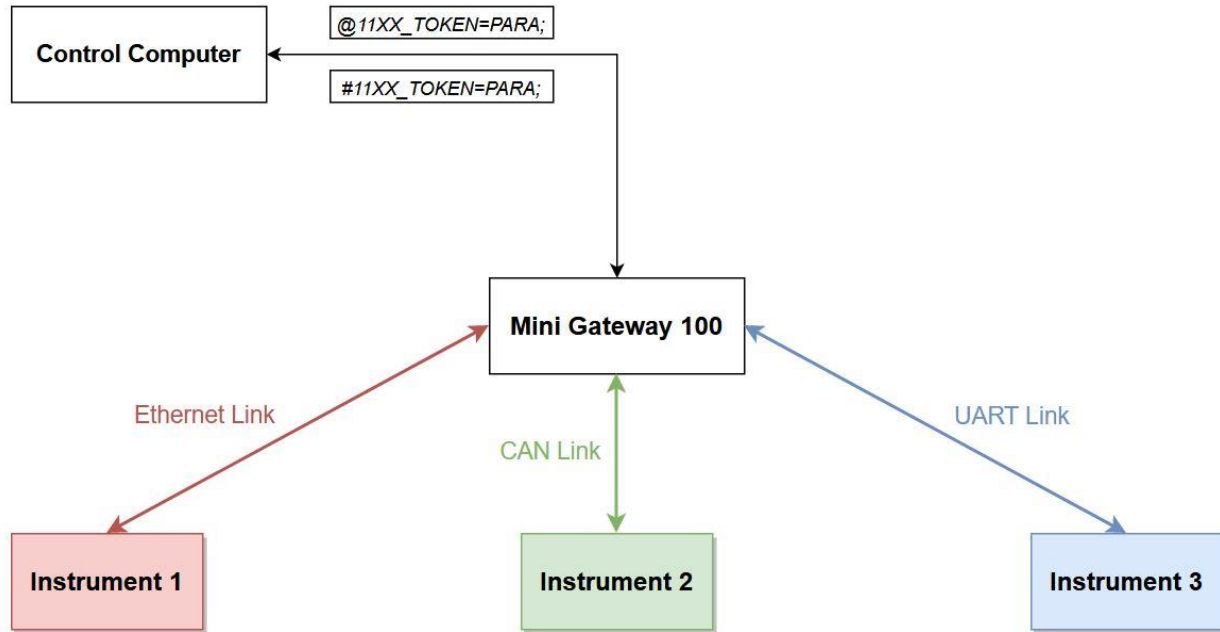 @11XX_TOKEN=PARA;
Control Computer
#11XX_TOKEN=PARA;
Mini Gateway 100
Ethernet Link
CAN Link
UART Link
Instrument 1
Instrument 2
Instrument 3